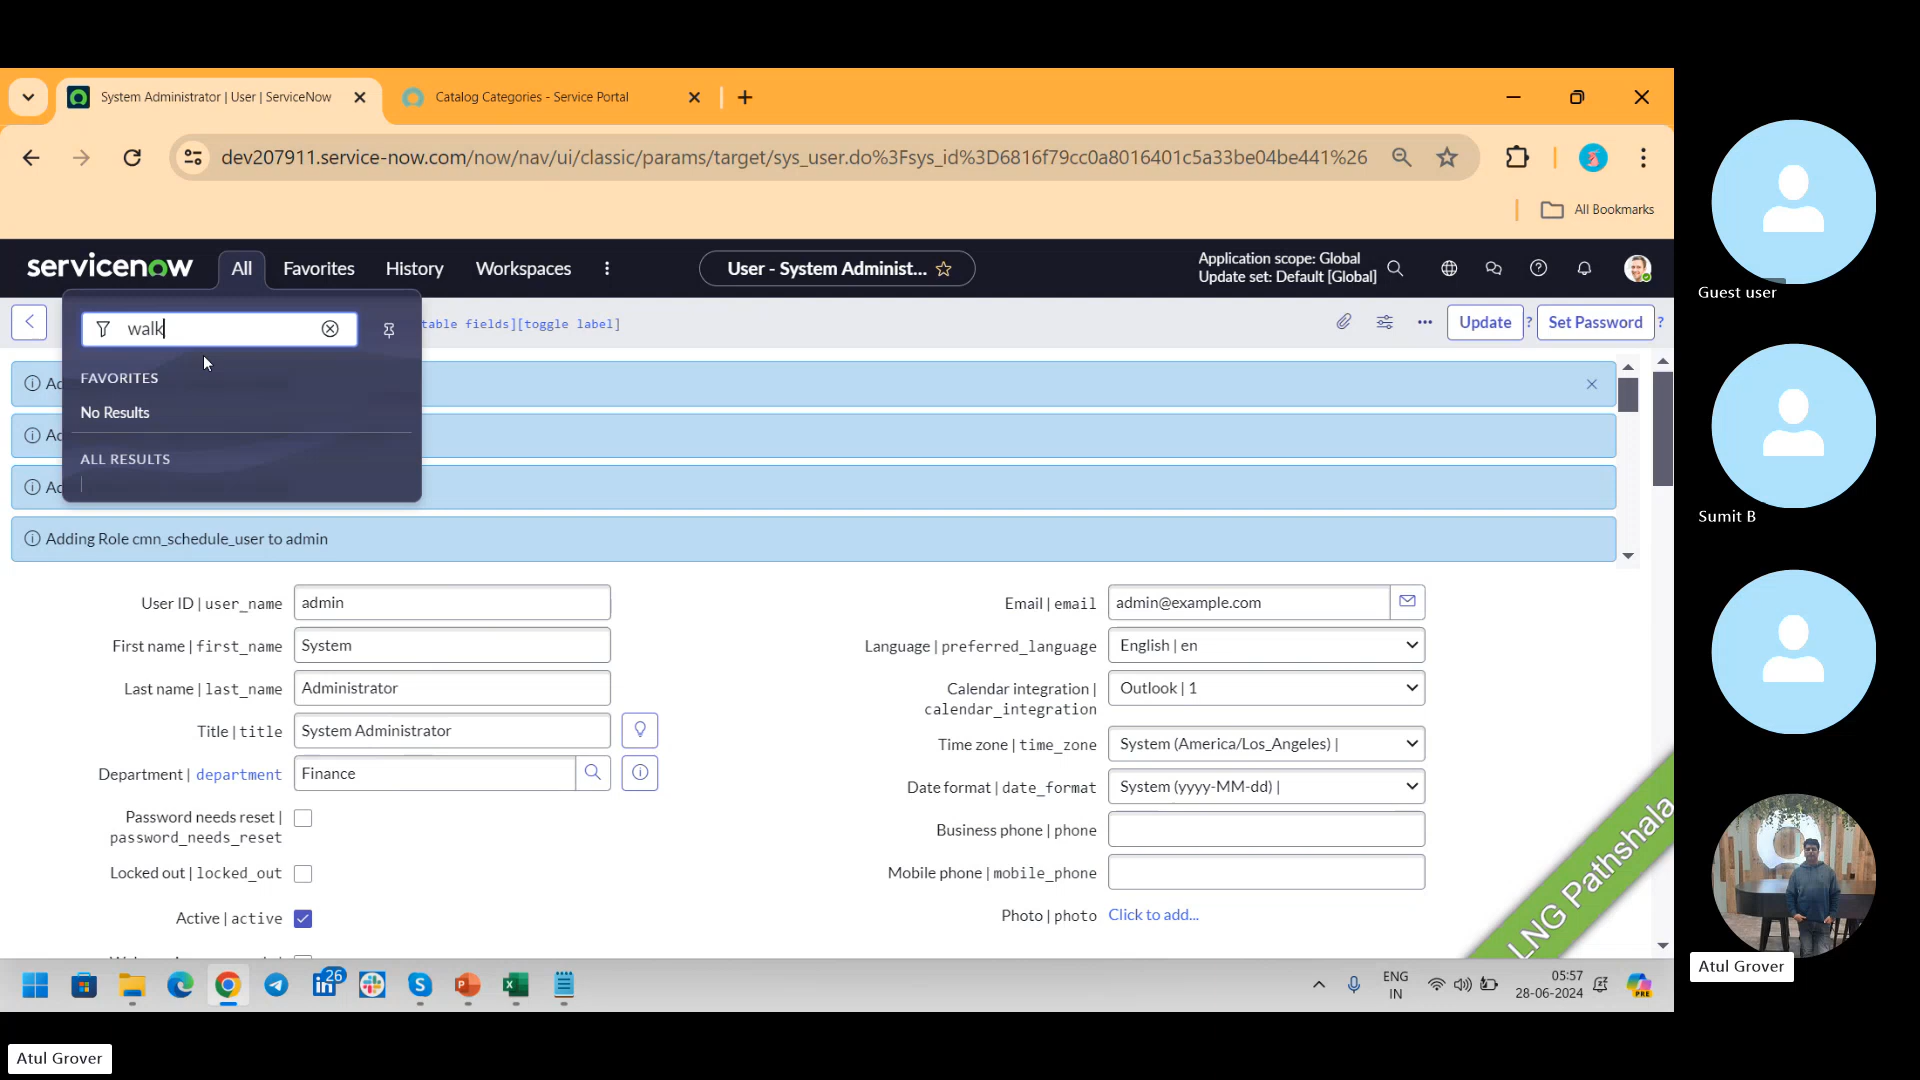 System Administrator | User | ServiceNow
Catalog Categories - Service Portal
dev207911.service-now.com/now/nav/ui/classic/params/target/sys_user.do%3Fsys_id%3D6816f79cc0a8016401c5a33be04be441%26
All Bookmarks
servicenow
All
Favorites
History
Workspaces
User - System Administ...
Application scope: Global
Update set: Default [Global]
walk
table fields][toggle label]
Update
?
Set Password
?
FAVORITES
No Results
ALL RESULTS
Ad
Ad
Ad
Adding Role cmn_schedule_user to admin
User ID | user_name
admin
First name | first_name
System
Last name | last_name
Administrator
Title | title
System Administrator
Department | department
Finance
Password needs reset |
password_needs_reset
Locked out | locked_out
Active | active
Email | email
admin@example.com
Language | preferred_language
English | en
Calendar integration |
calendar_integration
Outlook | 1
Time zone | time_zone
System (America/Los_Angeles) |
Date format | date_format
System (yyyy-MM-dd) |
Business phone | phone
Mobile phone | mobile_phone
Photo | photo
Click to add...
LNG Pathshala
Guest user
Sumit B
Atul Grover
26
ENG
IN
05:57
28-06-2024
PRE
Atul Grover